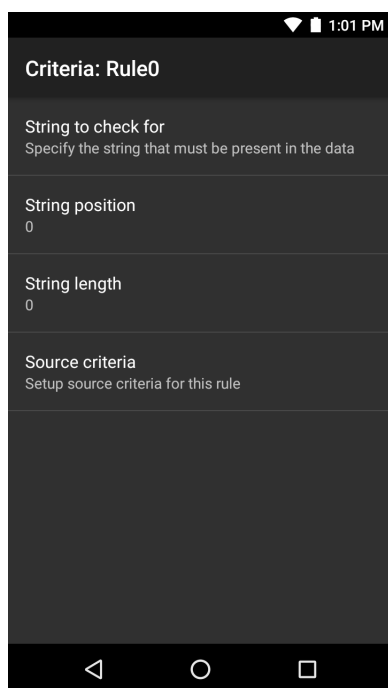 1:01 PM
Criteria: Rule0
String to check for
Specify the string that must be present in the data
String position
0
String length
0
Source criteria
Setup source criteria for this rule